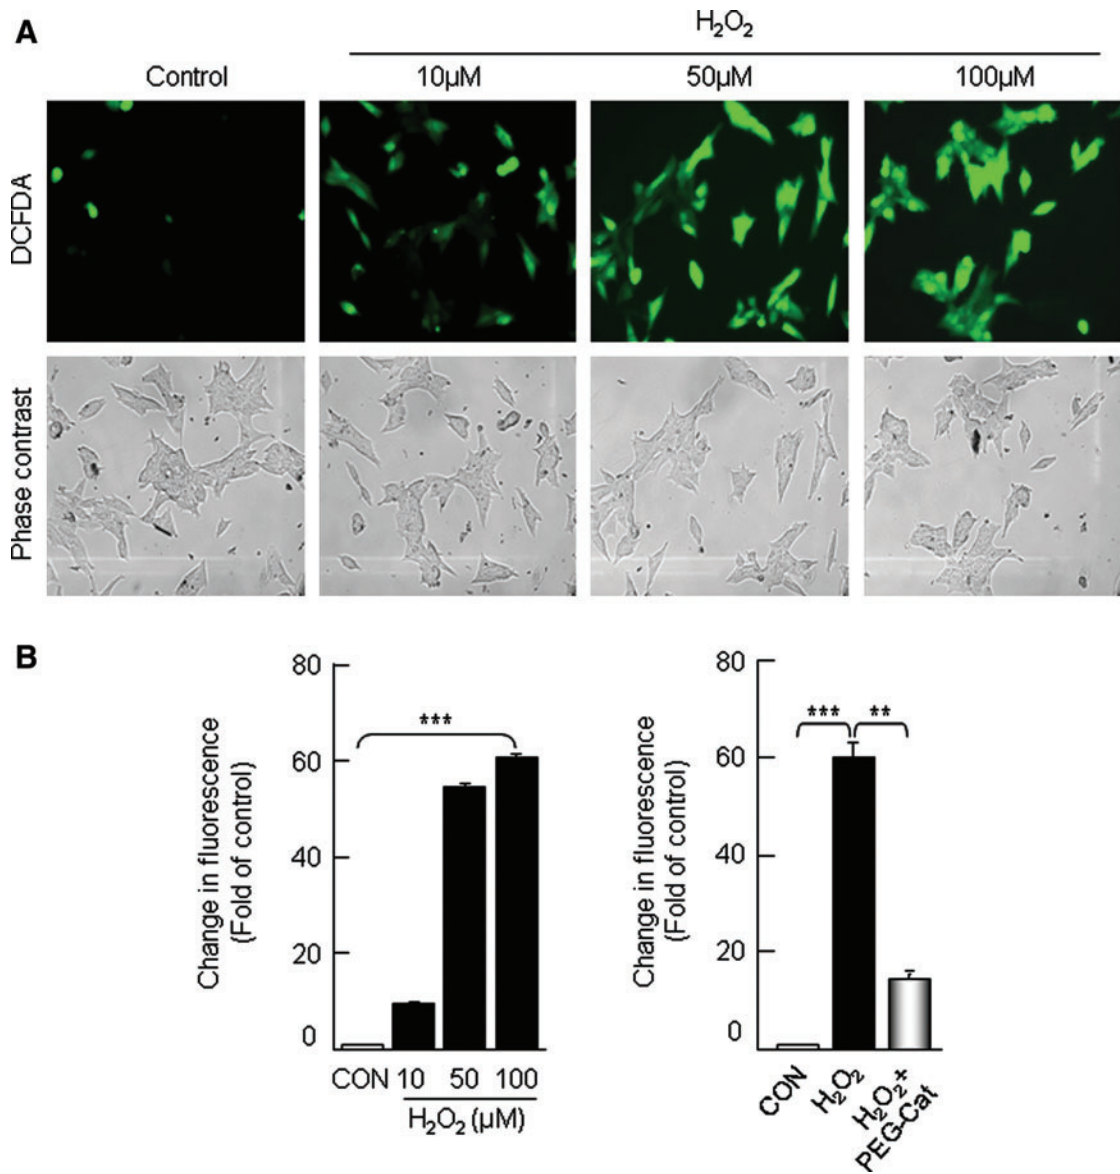 A
H₂O₂
Control
10µM
50µM
100µM
DCFDA
Phase contrast
B
Change in fluorescence
(Fold of control)
80
60
40
20
0
***
CON
10
50
100
H₂O₂ (µM)
Change in fluorescence
(Fold of control)
80
60
40
20
0
***
**
CON
H₂O₂
H₂O₂+
PEG-Cat